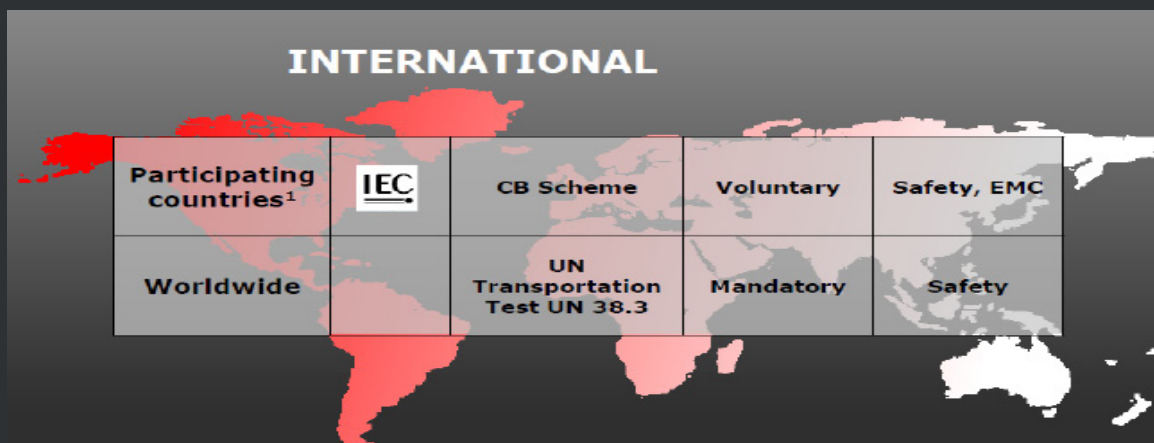 INTERNATIONAL
Participating
countries¹
IEC
CB Scheme
Voluntary
Safety, EMC
Worldwide
UN
Transportation
Test UN 38.3
Mandatory
Safety